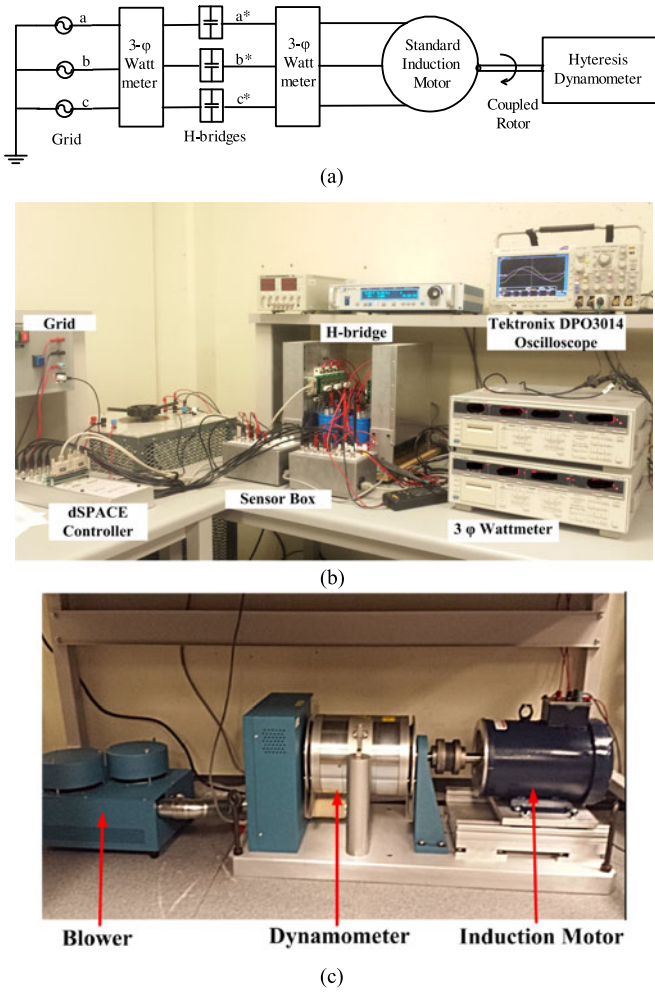 a
b
c
3-φ
Watt
meter
a*
b*
c*
3-φ
Watt
meter
Grid
H-bridges
Standard
Induction
Motor
Coupled
Rotor
Hyteresis
Dynamometer
(a)
Grid
H-bridge
Tektronix DPO3014
Oscilloscope
Sensor Box
dSPACE
Controller
3 φ Wattmeter
(b)
Blower
Dynamometer
Induction Motor
(c)